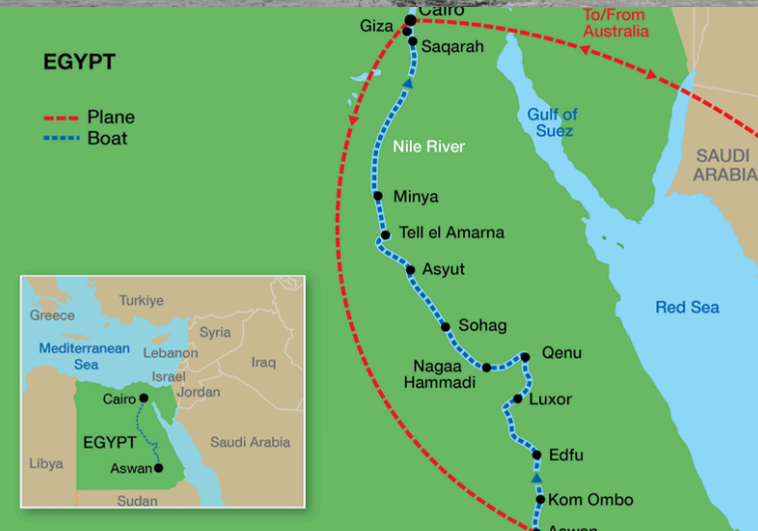 Cairo
To/From
Australia
Giza
Saqarah
EGYPT
Plane
Boat
Gulf of
Suez
Nile River
SAUDI
ARABIA
Minya
Tell el Amarna
Asyut
Red Sea
Sohag
Qenu
Nagaa
Hammadi
Luxor
Edfu
Kom Ombo
Aswan
Greece
Turkiye
Mediterranean
Sea
Syria
Lebanon
Iraq
Israel
Jordan
Cairo
EGYPT
Saudi Arabia
Libya
Aswan
Sudan